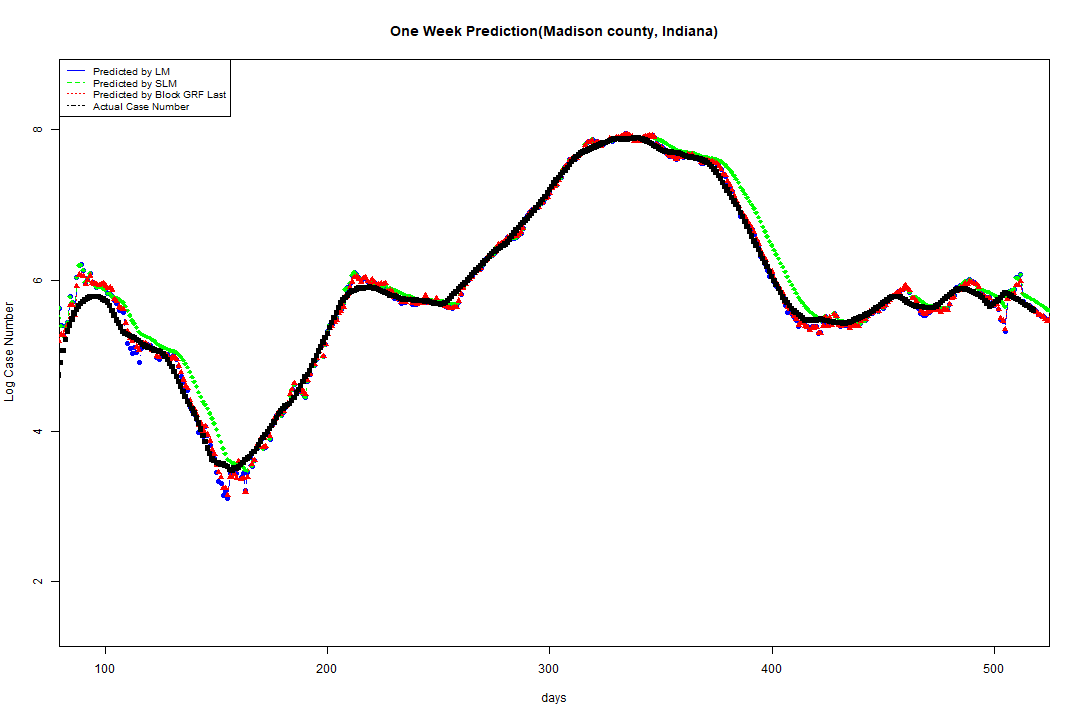 One Week Prediction(Madison county, Indiana)
Predicted by LM
Predicted by SLM
Predicted by Block GRF Last
Actual Case Number
8
6
4
2
Log Case Number
100 200 300 400 500
days